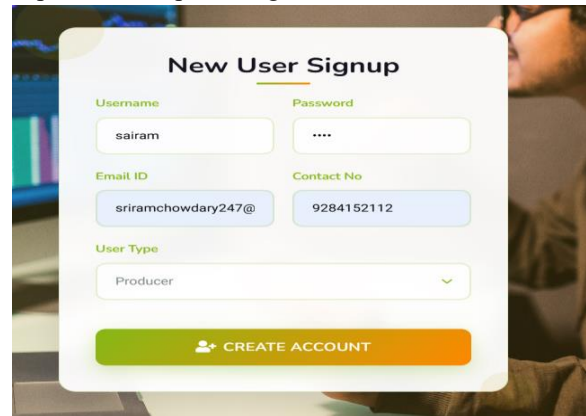 New User Signup
Username Password
sairam ••••
Email ID Contact No
sriramchowdary247@ 9284152112
User Type
Producer
CREATE ACCOUNT